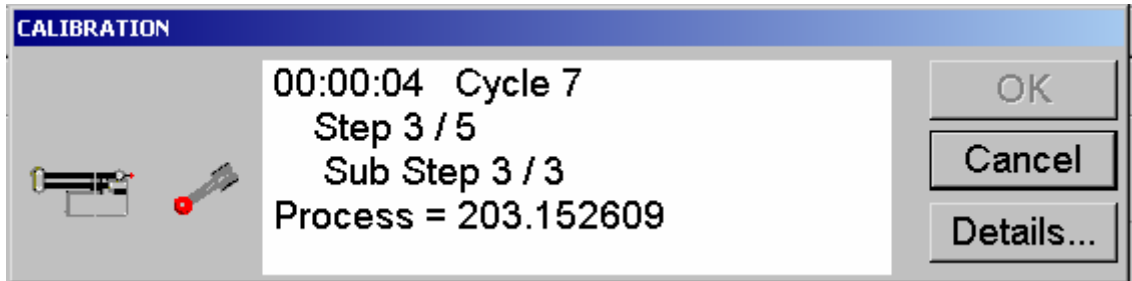 CALIBRATION
00:00:04 Cycle 7
Step 3 / 5
Sub Step 3 / 3
Process = 203.152609
OK
Cancel
Details...